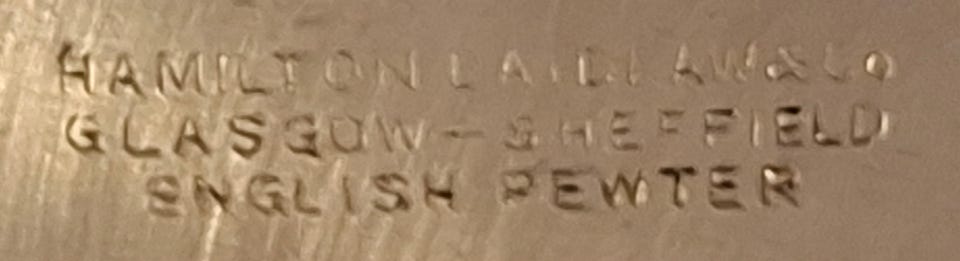 HAMILTON LAIDLAW & Co
GLASGOW - SHEFFIELD
ENGLISH PEWTER